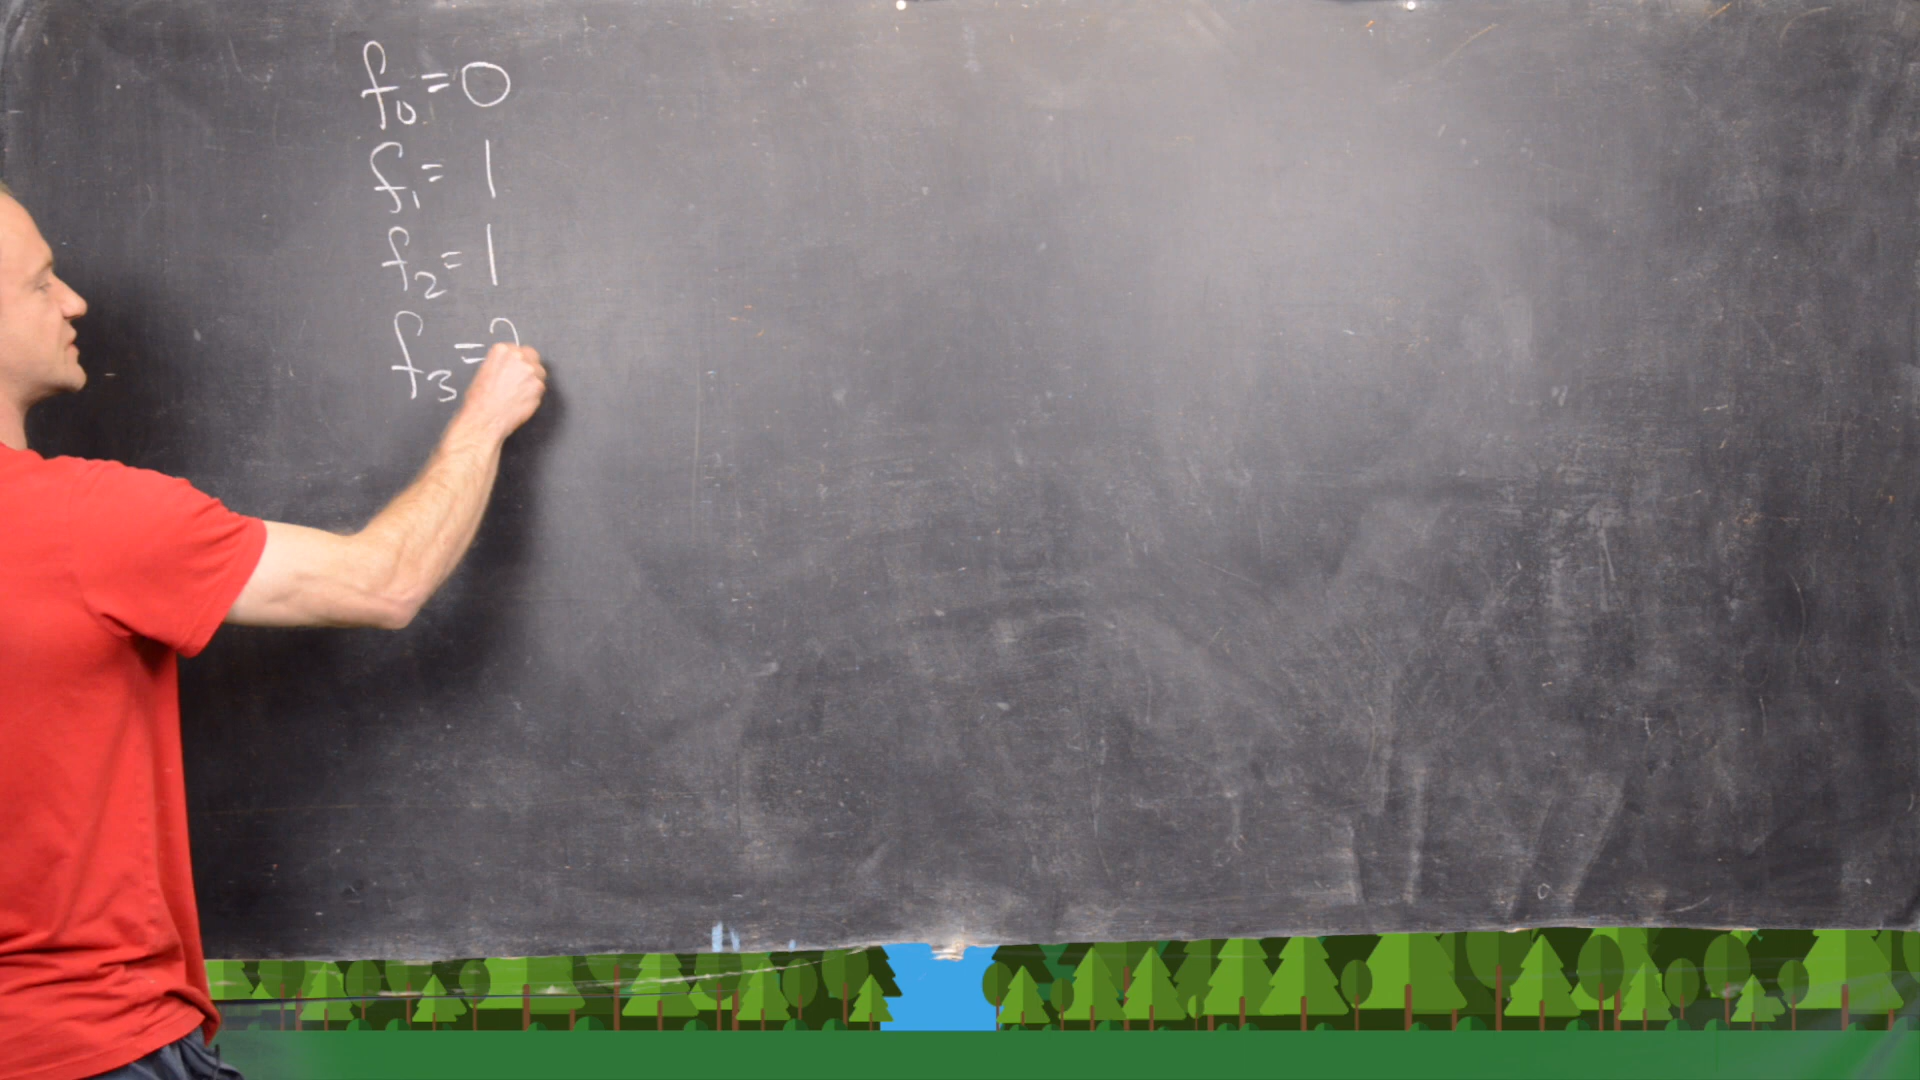 f₀ = 0
f₁ = 1
f₂ = 1
f₃ = 2